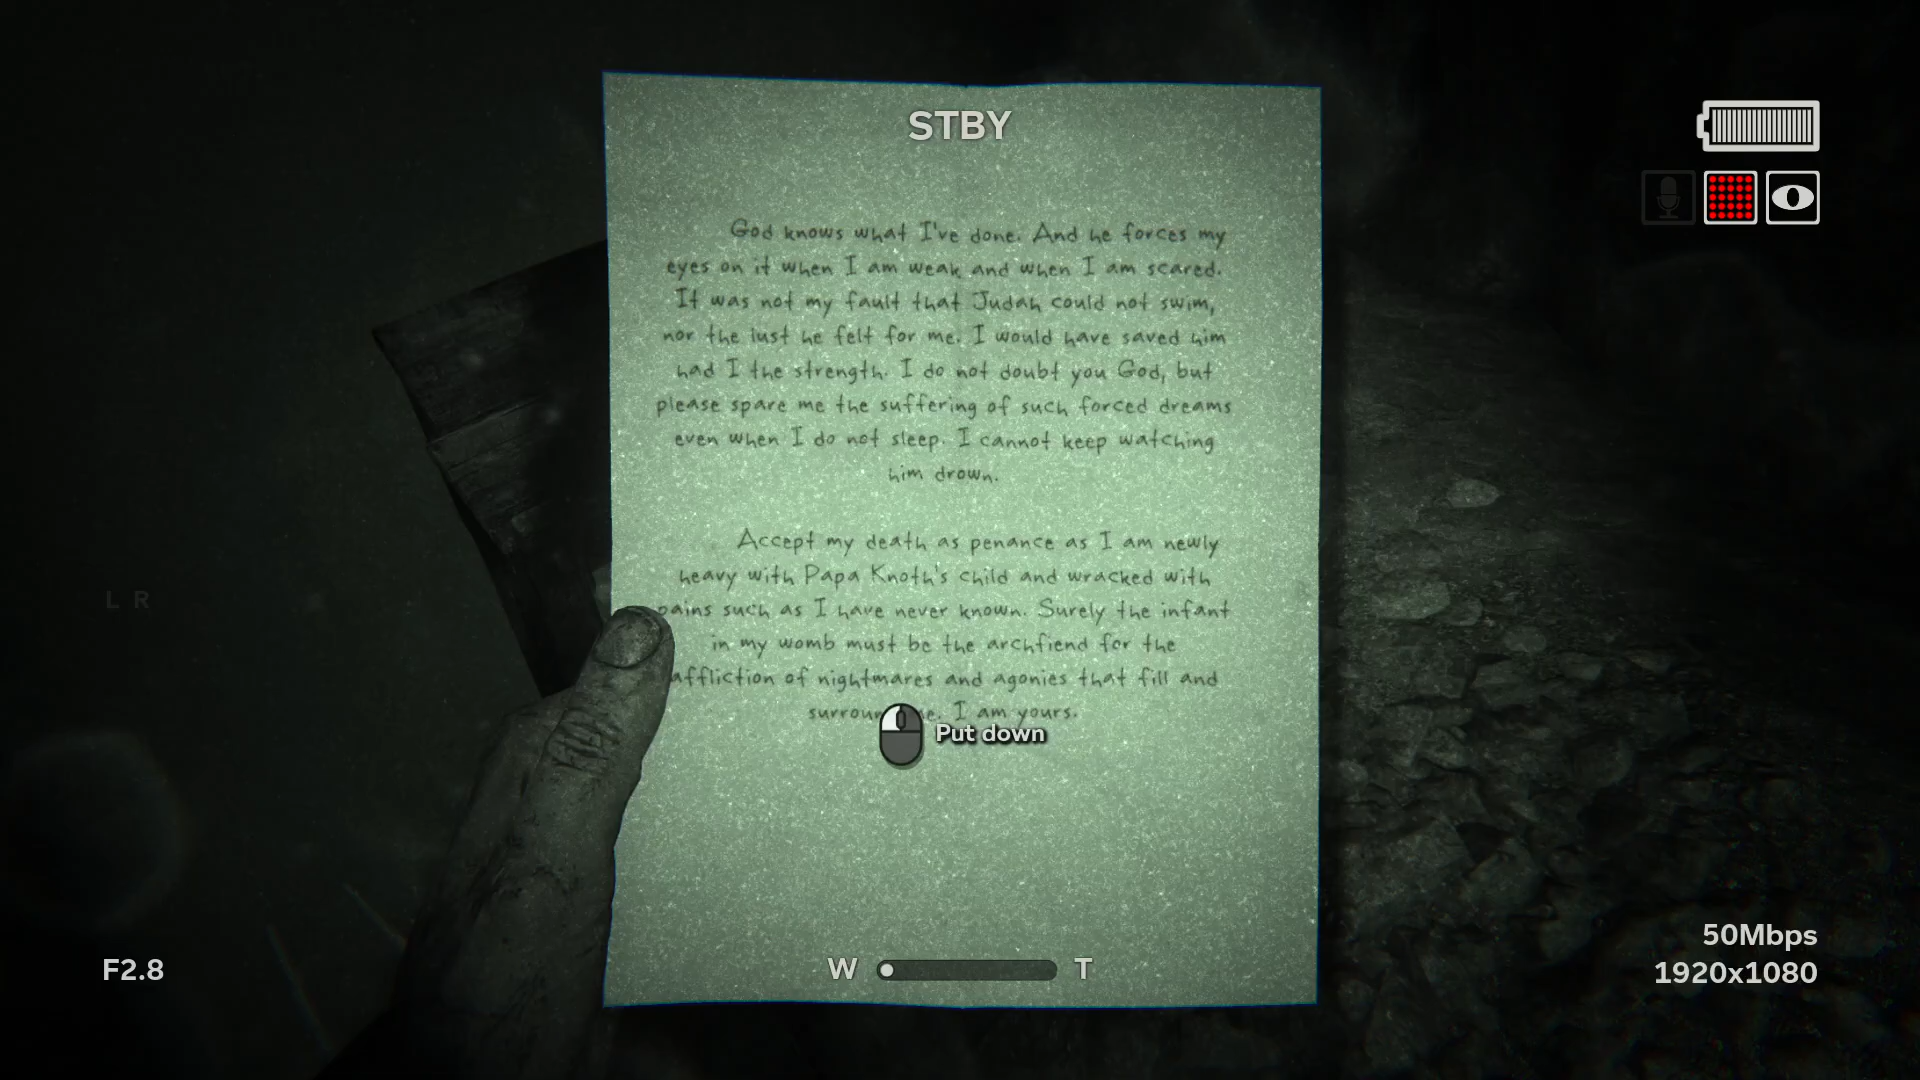 STBY
God knows what I've done. And he forces my
eyes on it when I am weak and when I am scared.
It was not my fault that Judah could not swim,
nor the lust he felt for me. I would have saved him
had I the strength. I do not doubt you God, but
please spare me the suffering of such forced dreams
even when I do not sleep. I cannot keep watching
him drown.
Accept my death as penance as I am newly
heavy with Papa Knoth's child and wracked with
pains such as I have never known. Surely the infant
in my womb must be the archfiend for the
affliction of nightmares and agonies that fill and
I am yours.
Put down
L R
F2.8
W T
50Mbps
1920x1080